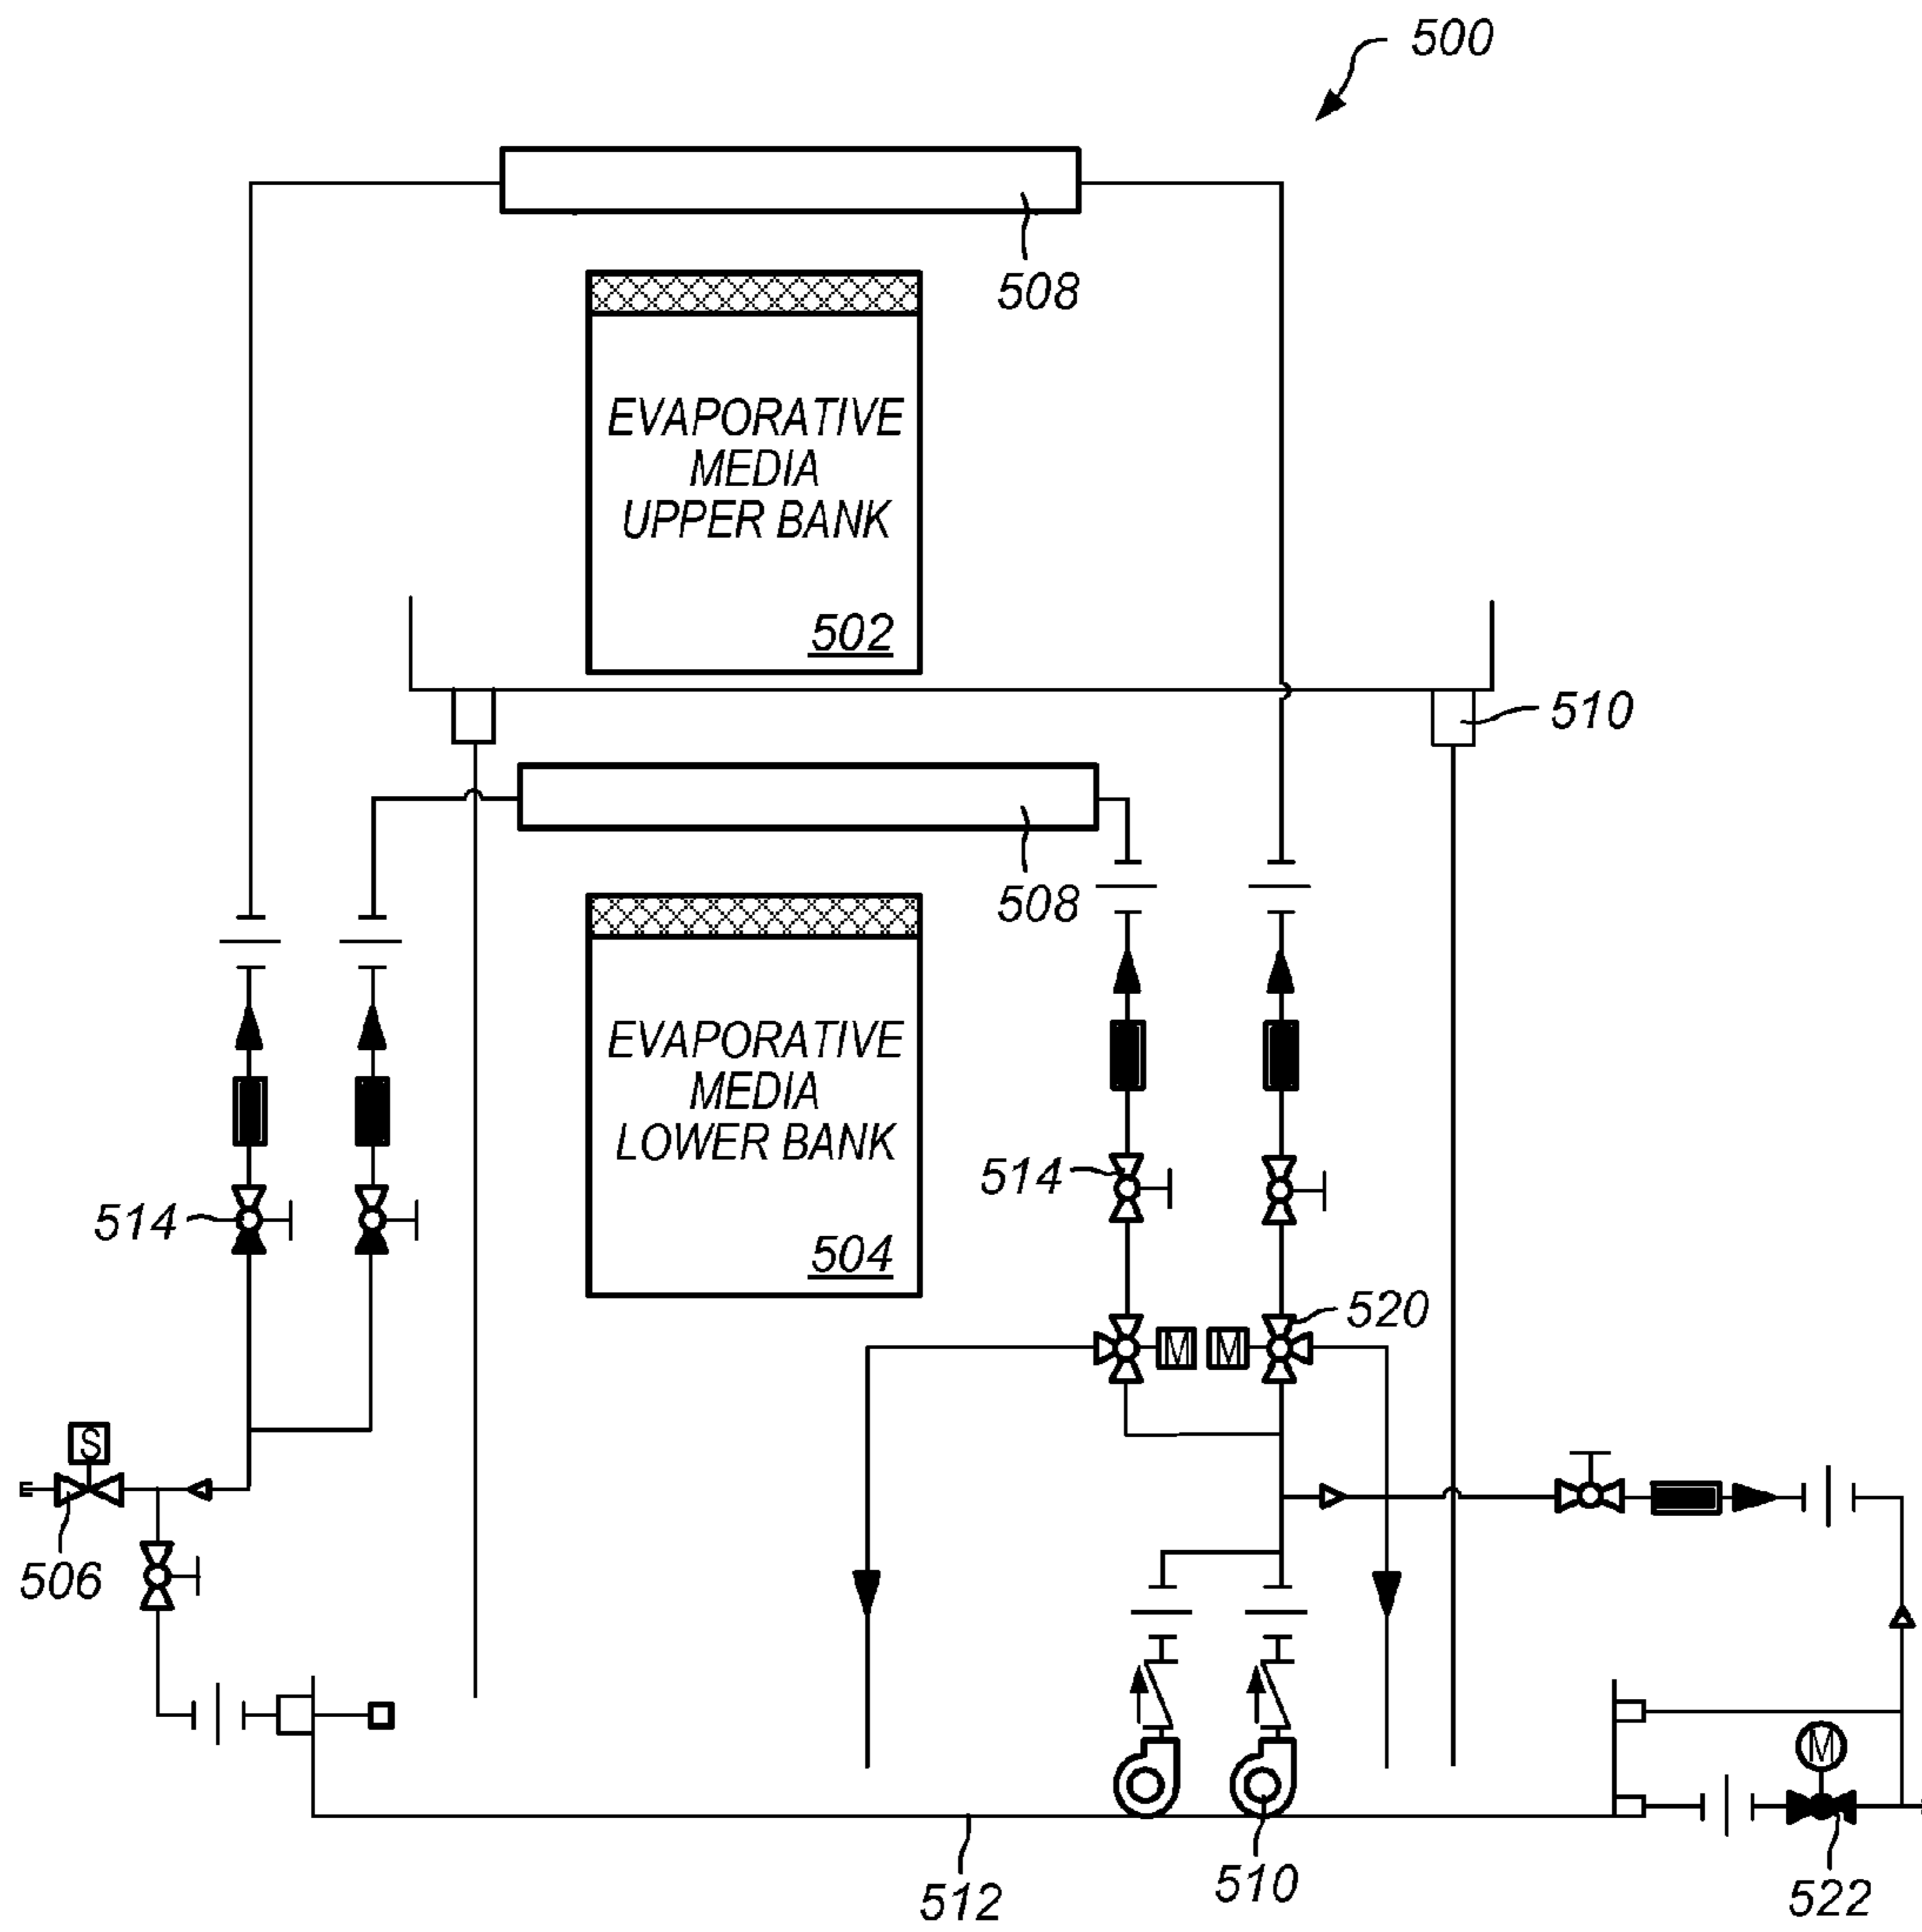 500
508
EVAPORATIVE
MEDIA
UPPER BANK
502
510
508
EVAPORATIVE
MEDIA
LOWER BANK
504
514
514
520
M
M
S
506
M
512
510
522